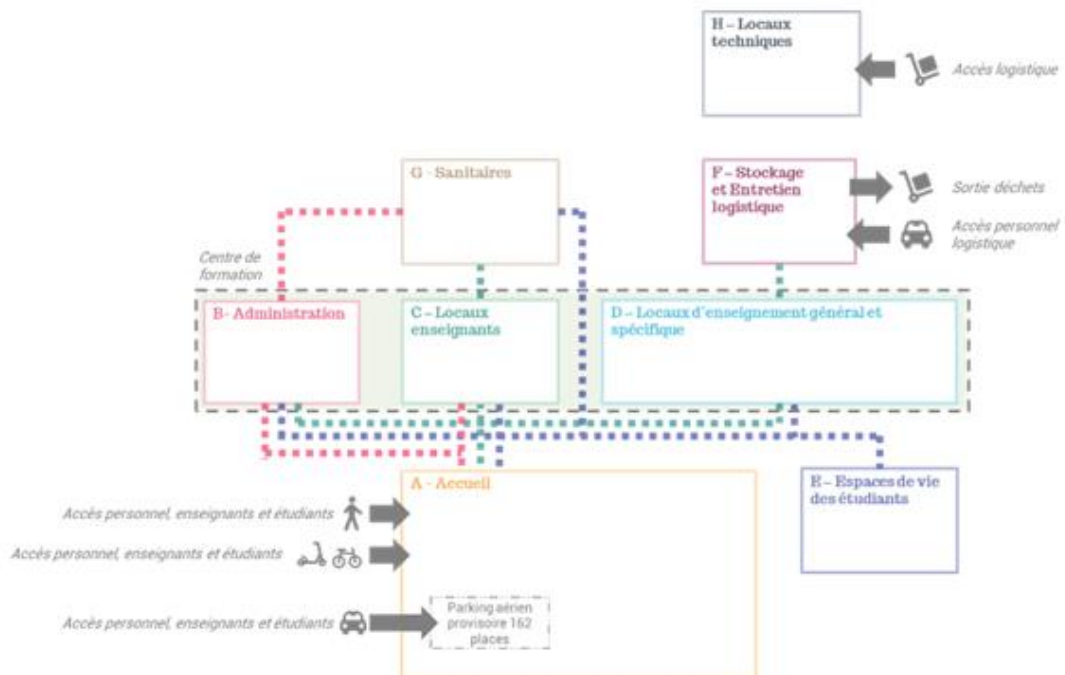 H – Locaux
techniques
Accès logistique
G - Sanitaires
F – Stockage
et Entretien
logistique
Sortie déchets
Accès personnel
logistique
Centre de
formation
B- Administration
C – Locaux
enseignants
D – Locaux d'enseignement général et
spécifique
A - Accueil
E – Espaces de vie
des étudiants
Accès personnel, enseignants et étudiants
Accès personnel, enseignants et étudiants
Accès personnel, enseignants et étudiants
Parking aérien
provisoire 162
places